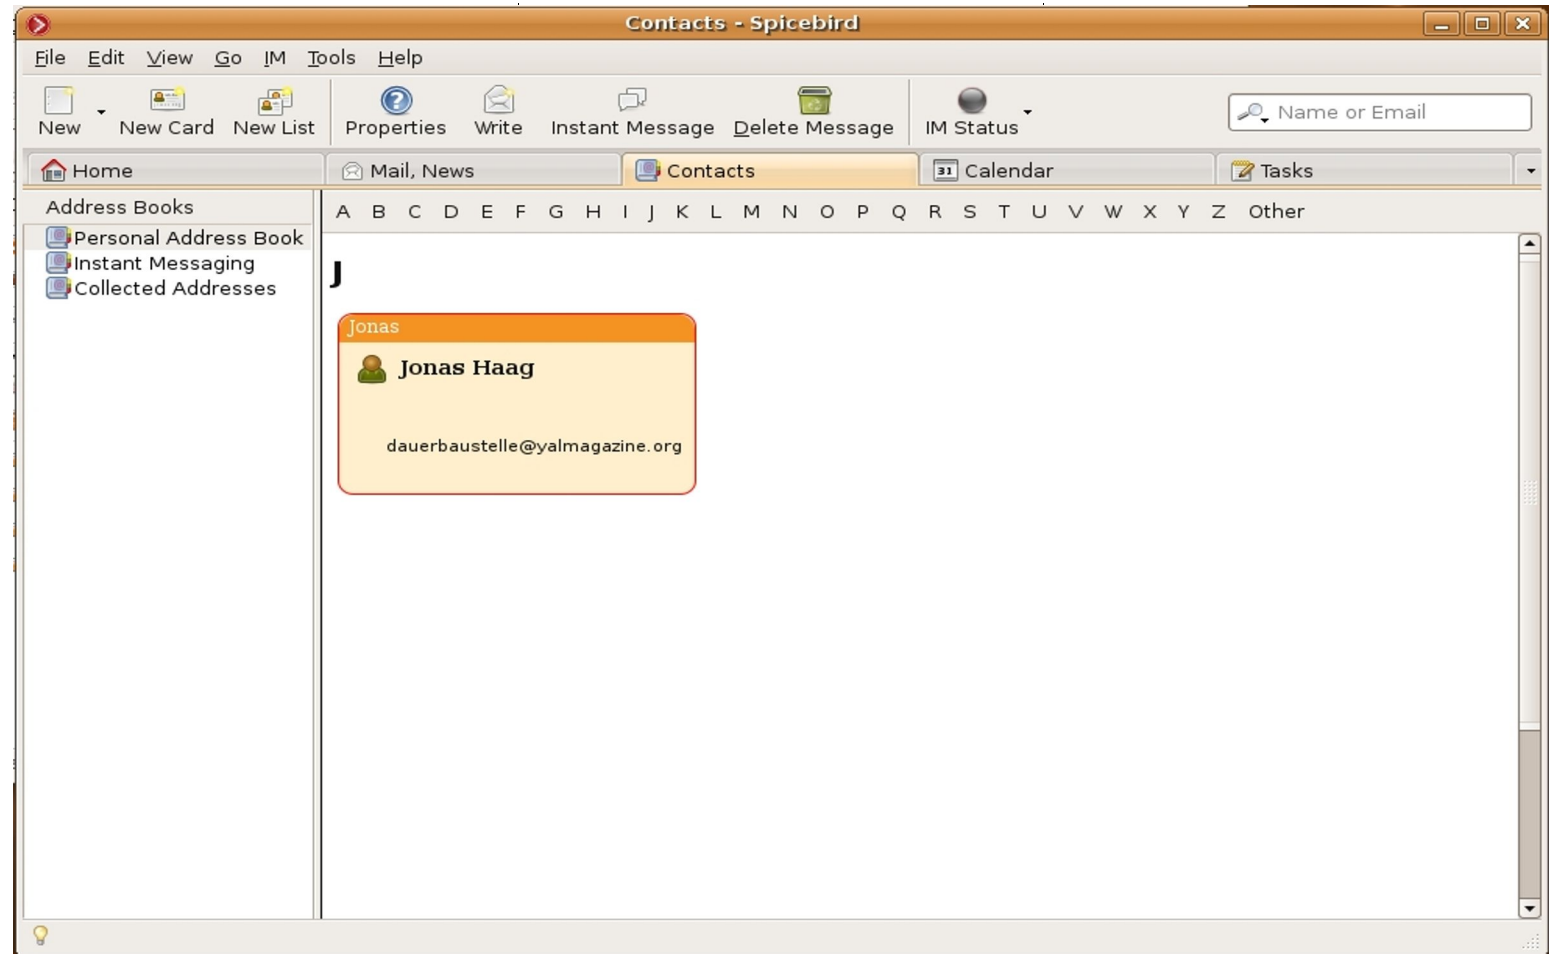 Contacts - Spicebird
File Edit View Go IM Tools Help
New New Card New List Properties Write Instant Message Delete Message IM Status Name or Email
Home Mail, News Contacts 31 Calendar Tasks
Address Books
Personal Address Book
Instant Messaging
Collected Addresses
A B C D E F G H I J K L M N O P Q R S T U V W X Y Z Other
J
Jonas
Jonas Haag
dauerbaustelle@yalmagazine.org